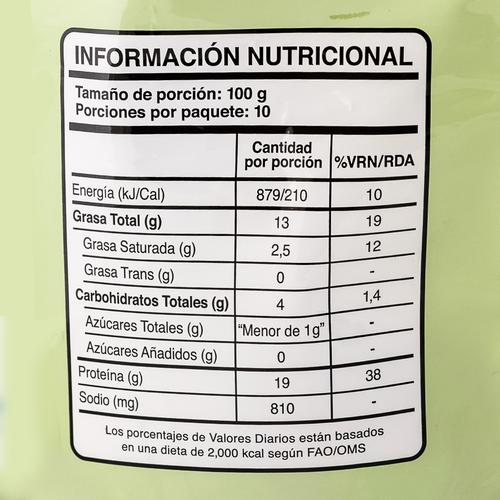 INFORMACIÓN NUTRICIONAL
Tamaño de porción: 100 g
Porciones por paquete: 10
Cantidad
por porción %VRN/RDA
Energía (kJ/Cal) 879/210 10
Grasa Total (g) 13 19
Grasa Saturada (g) 2,5 12
Grasa Trans (g) 0 -
Carbohidratos Totales (g) 4 1,4
Azúcares Totales (g) "Menor de 1g" -
Azúcares Añadidos (g) 0 -
Proteína (g) 19 38
Sodio (mg) 810 -
Los porcentajes de Valores Diarios están basados
en una dieta de 2,000 kcal según FAO/OMS